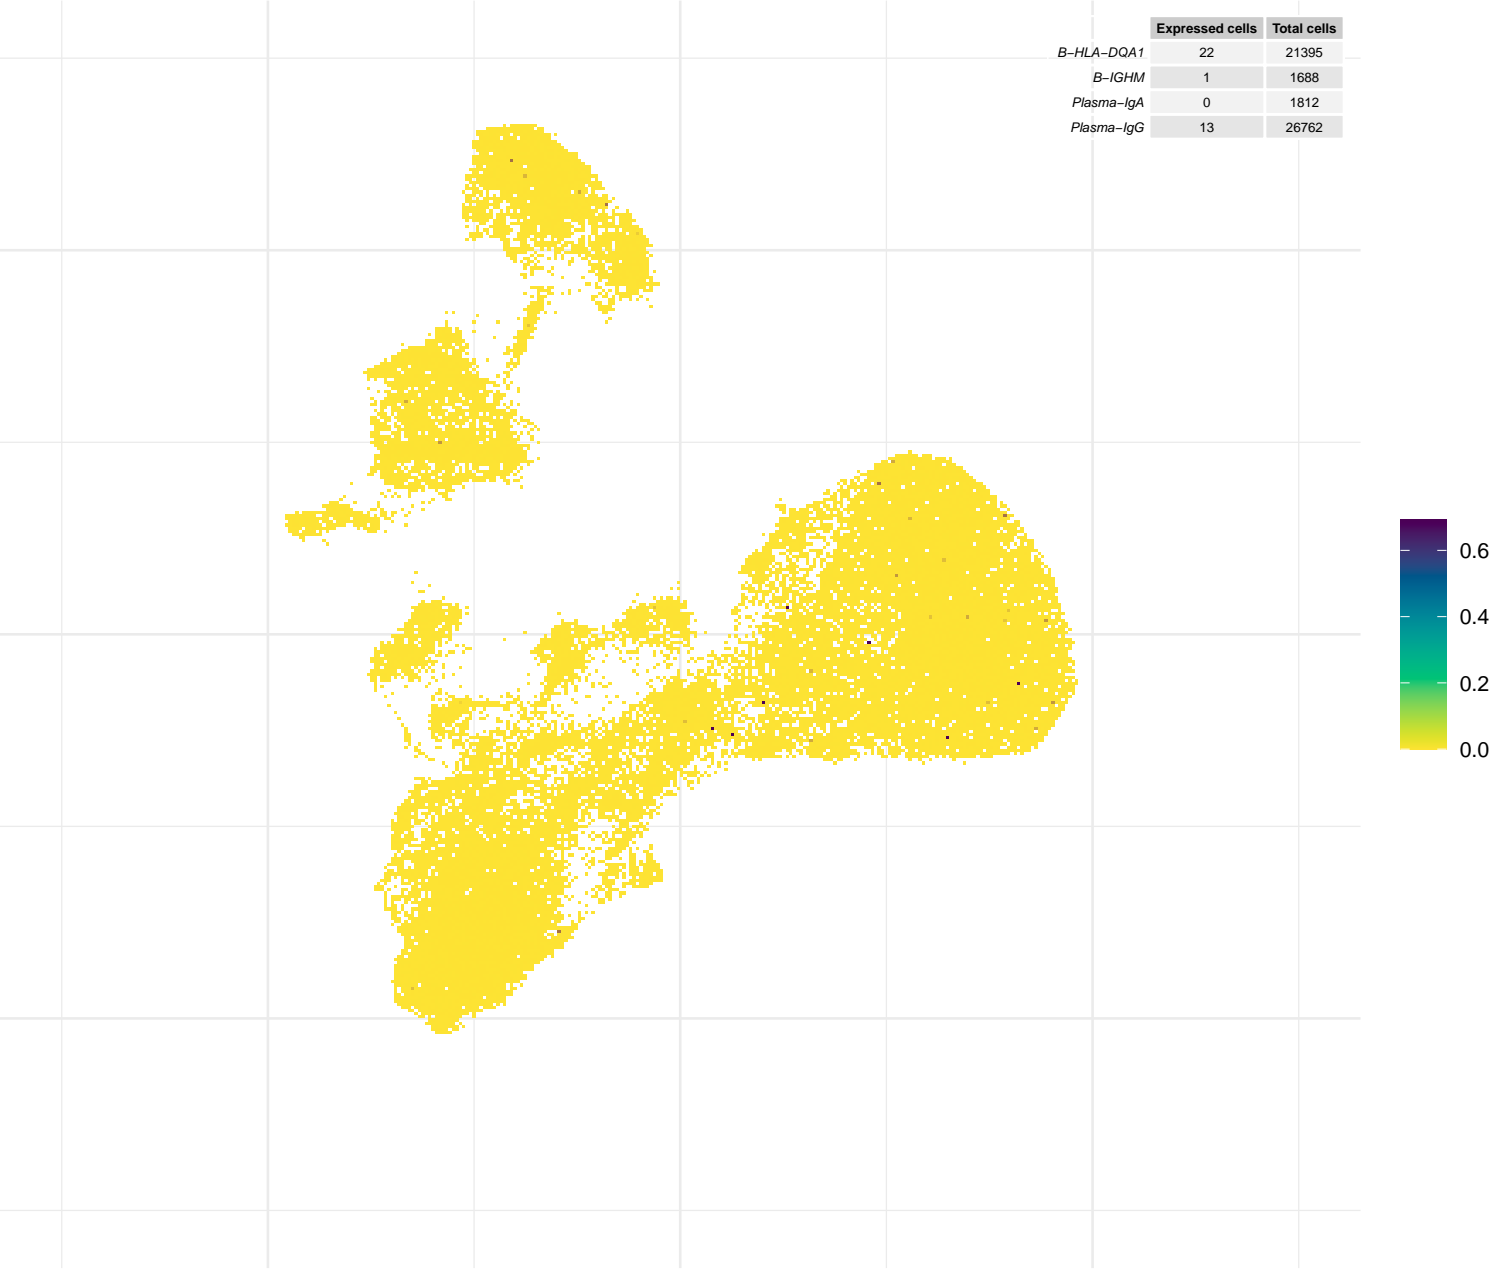 Expressed cells Total cells
B−HLA−DQA1 22 21395
B−IGHM 1 1688
Plasma−IgA 0 1812
Plasma−IgG 13 26762
0.6
0.4
0.2
0.0